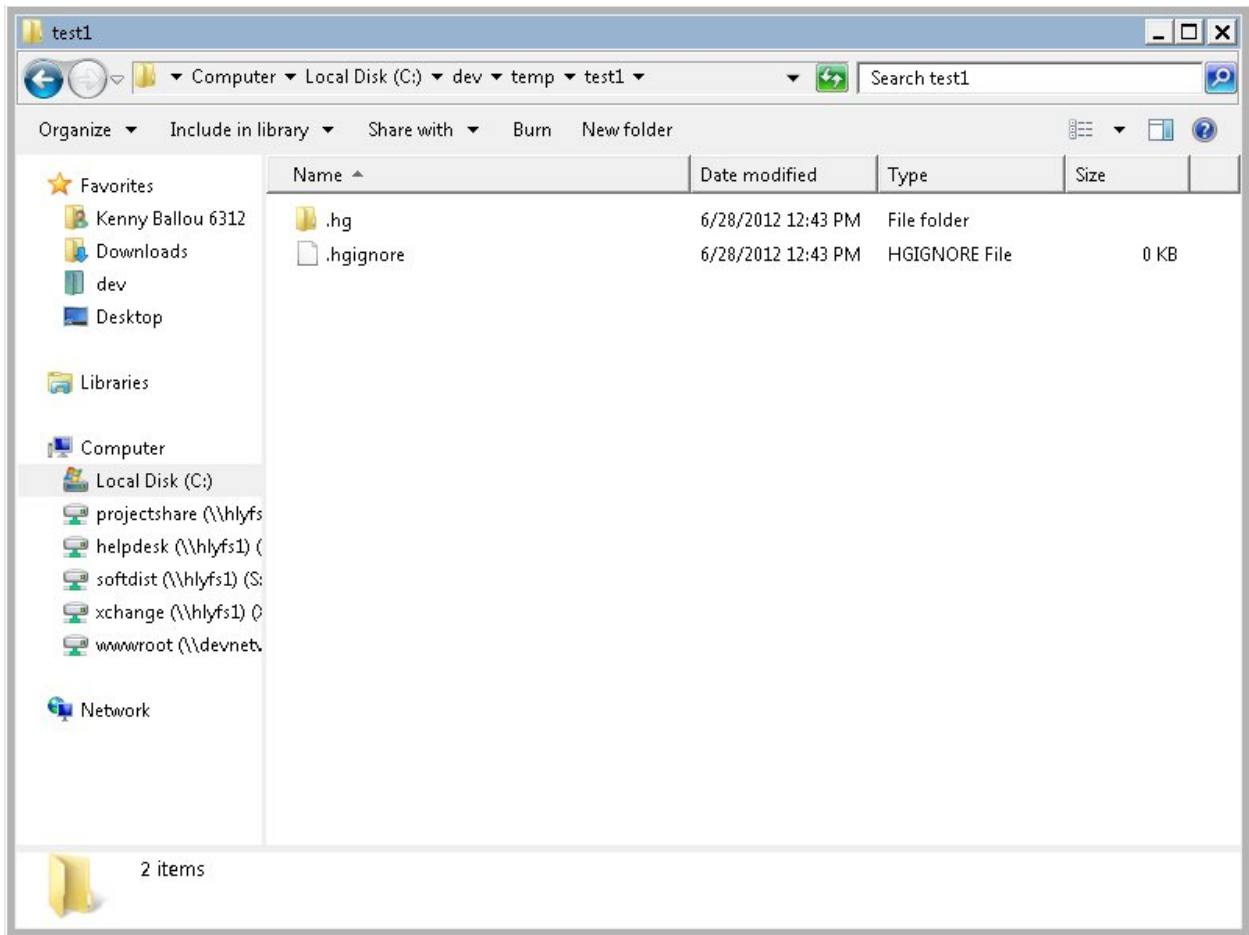 test1
Computer Local Disk (C:) dev temp test1 Search test1
Organize Include in library Share with Burn New folder
Name Date modified Type Size
Favorites
Kenny Ballou 6312
Downloads
dev
Desktop
Libraries
Computer
Local Disk (C:)
projectshare (\\hlyfs
helpdesk (\\hlyfs1) (
softdist (\\hlyfs1) (S:
xchange (\\hlyfs1) (
wwwroot (\\devnet
Network
.hg 6/28/2012 12:43 PM File folder
.hgignore 6/28/2012 12:43 PM HGIGNORE File 0 KB
2 items